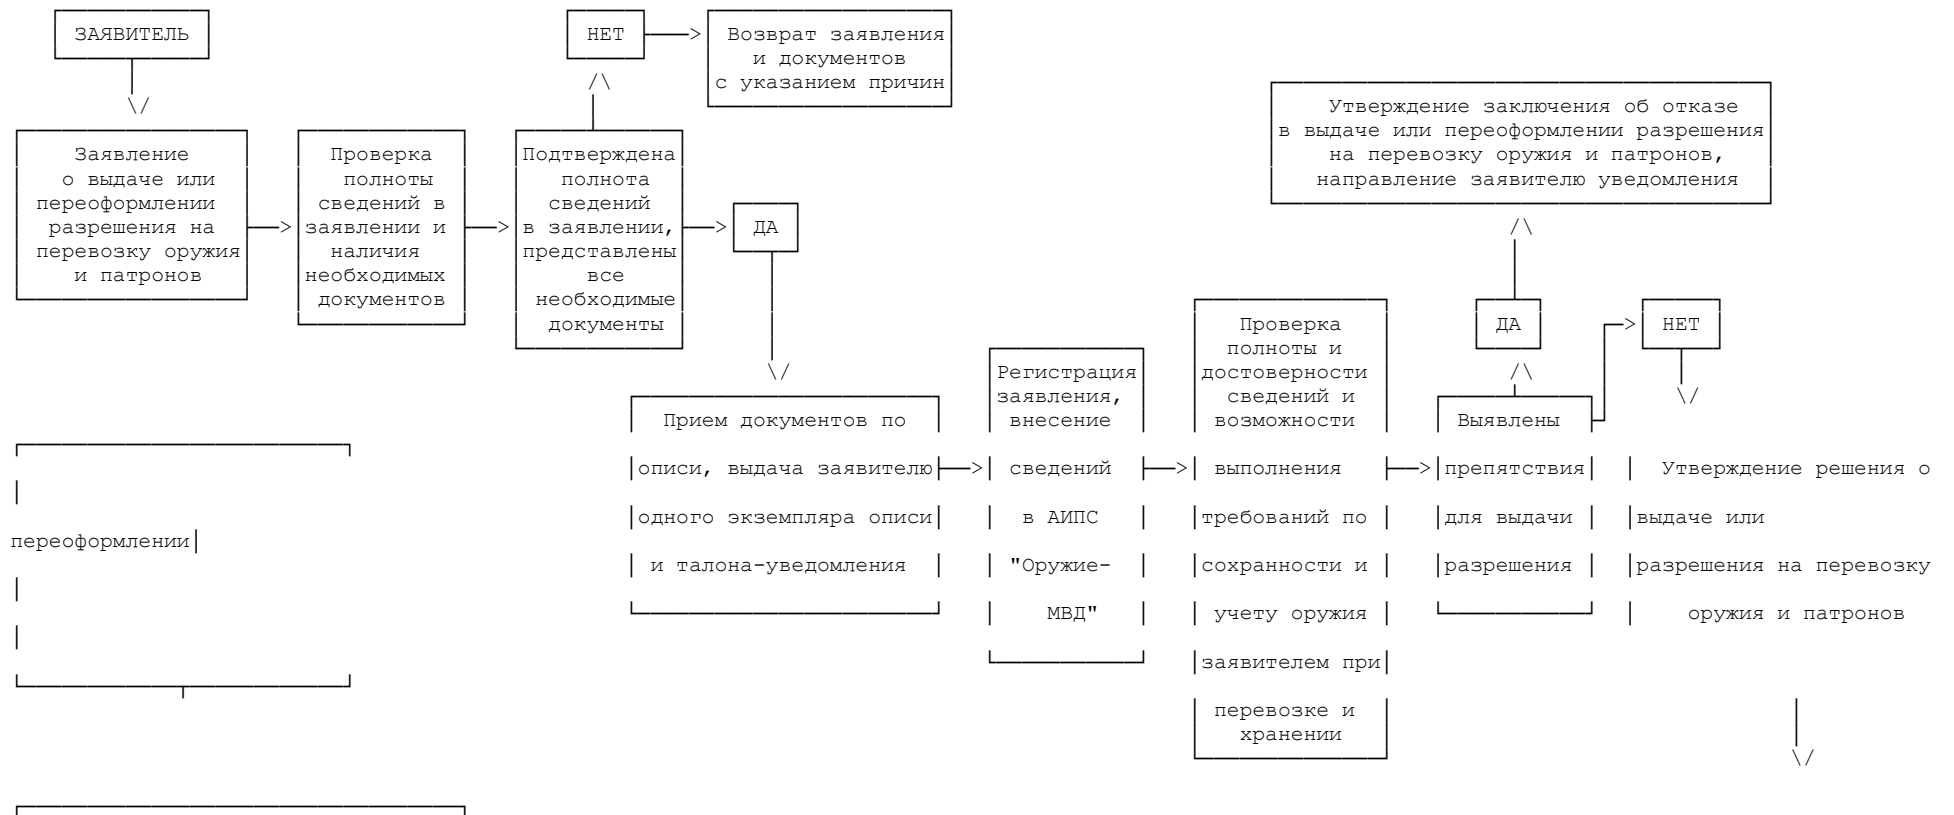 ЗАЯВИТЕЛЬ
НЕТ
Возврат заявления
и документов
с указанием причин
Заявление
о выдаче или
переоформлении
разрешения на
перевозку оружия
и патронов
Проверка
полноты
сведений в
заявлении и
наличия
необходимых
документов
Подтверждена
полнота
сведений
в заявлении,
представлены
все
необходимые
документы
ДА
Прием документов по
описи, выдача заявителю
одного экземпляра описи
и талона-уведомления
Регистрация
заявления,
внесение
сведений
в АИПС
"Оружие-
МВД"
Проверка
полноты и
достоверности
сведений и
возможности
выполнения
требований по
сохранности и
учету оружия
заявителем при
перевозке и
хранении
Выявлены
препятствия
для выдачи
разрешения
ДА
Утверждение заключения об отказе
в выдаче или переоформлении разрешения
на перевозку оружия и патронов,
направление заявителю уведомления
НЕТ
Утверждение решения о
выдаче или
переоформлении
разрешения на перевозку
оружия и патронов